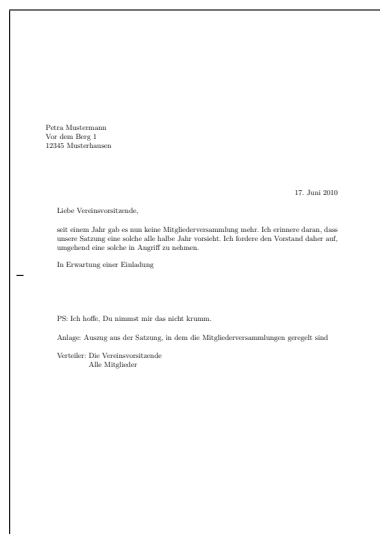 Petra Mustermann
Vor dem Berg 1
12345 Musterhausen
17. Juni 2010
Liebe Vereinsvorsitzende,
seit einem Jahr gab es nun keine Mitgliederversammlung mehr. Ich erinnere daran, dass
unsere Satzung eine solche alle halbe Jahr vorsieht. Ich fordere den Vorstand daher auf,
umgehend eine solche in Angriff zu nehmen.
In Erwartung einer Einladung
PS: Ich hoffe, Du nimmst mir das nicht krumm.
Anlage: Auszug aus der Satzung, in dem die Mitgliederversammlungen geregelt sind
Verteiler: Die Vereinsvorsitzende
Alle Mitglieder